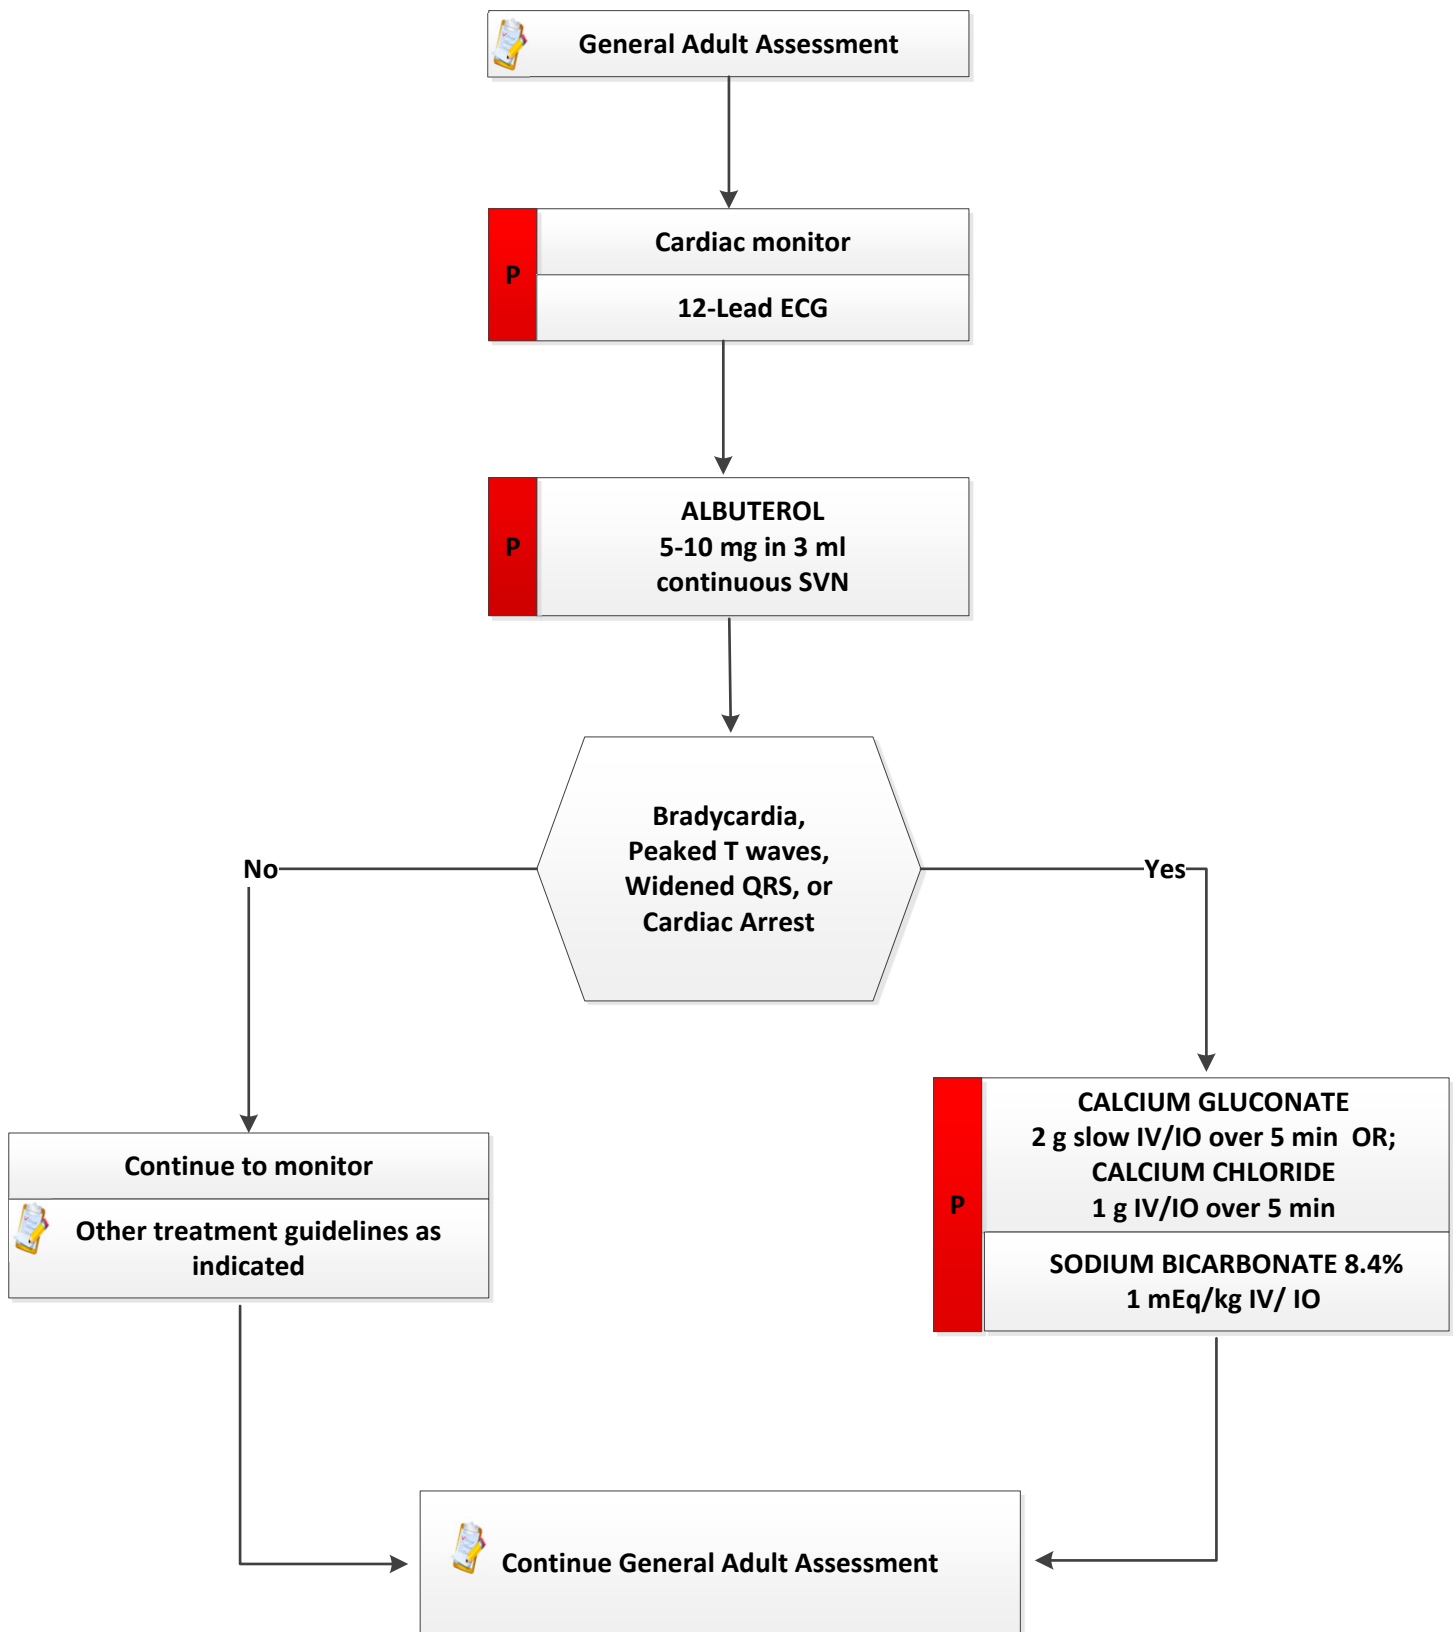 General Adult Assessment
P
Cardiac monitor
12-Lead ECG
P
ALBUTEROL
5-10 mg in 3 ml
continuous SVN
Bradycardia,
Peaked T waves,
Widened QRS, or
Cardiac Arrest
No
Yes
Continue to monitor
Other treatment guidelines as
indicated
P
CALCIUM GLUCONATE
2 g slow IV/IO over 5 min  OR;
CALCIUM CHLORIDE
1 g IV/IO over 5 min
SODIUM BICARBONATE 8.4%
1 mEq/kg IV/ IO
Continue General Adult Assessment